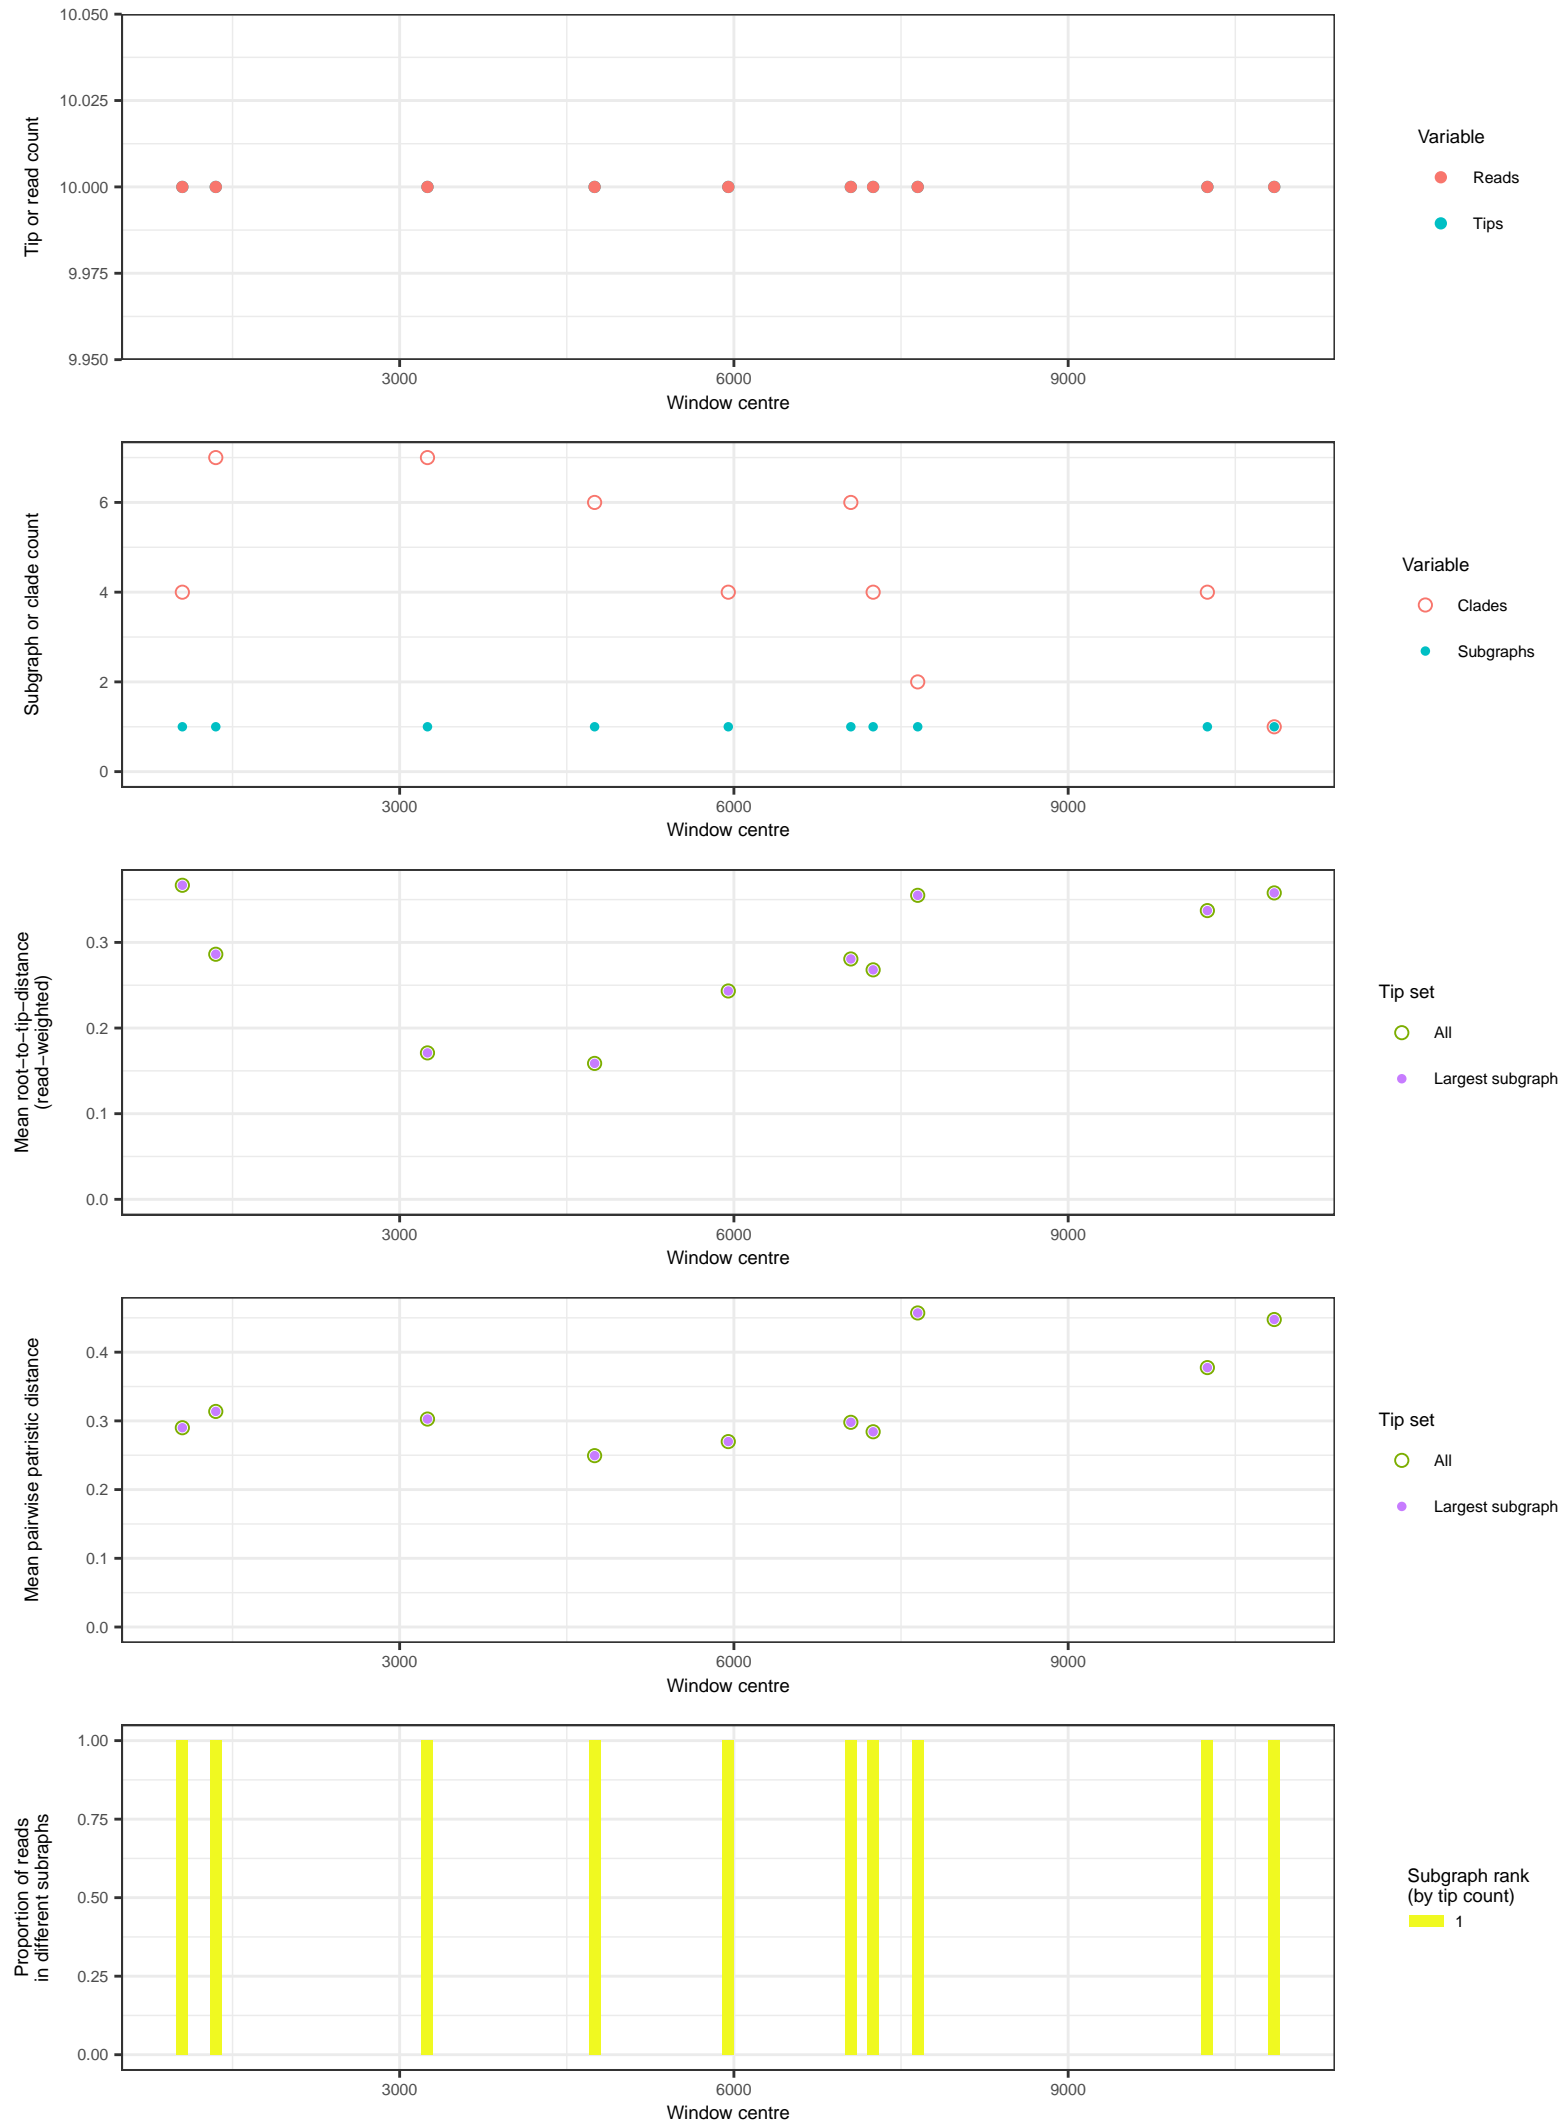 10.050
10.025
10.000
9.975
9.950
Tip or read count
3000 6000 9000
Window centre
Variable
Reads
Tips
6
4
2
0
Subgraph or clade count
3000 6000 9000
Window centre
Variable
Clades
Subgraphs
0.3
0.2
0.1
0.0
Mean root−to−tip−distance
(read−weighted)
3000 6000 9000
Window centre
Tip set
All
Largest subgraph
0.4
0.3
0.2
0.1
0.0
Mean pairwise patristic distance
3000 6000 9000
Window centre
Tip set
All
Largest subgraph
1.00
0.75
0.50
0.25
0.00
Proportion of reads
in different subraphs
3000 6000 9000
Window centre
Subgraph rank
(by tip count)
1